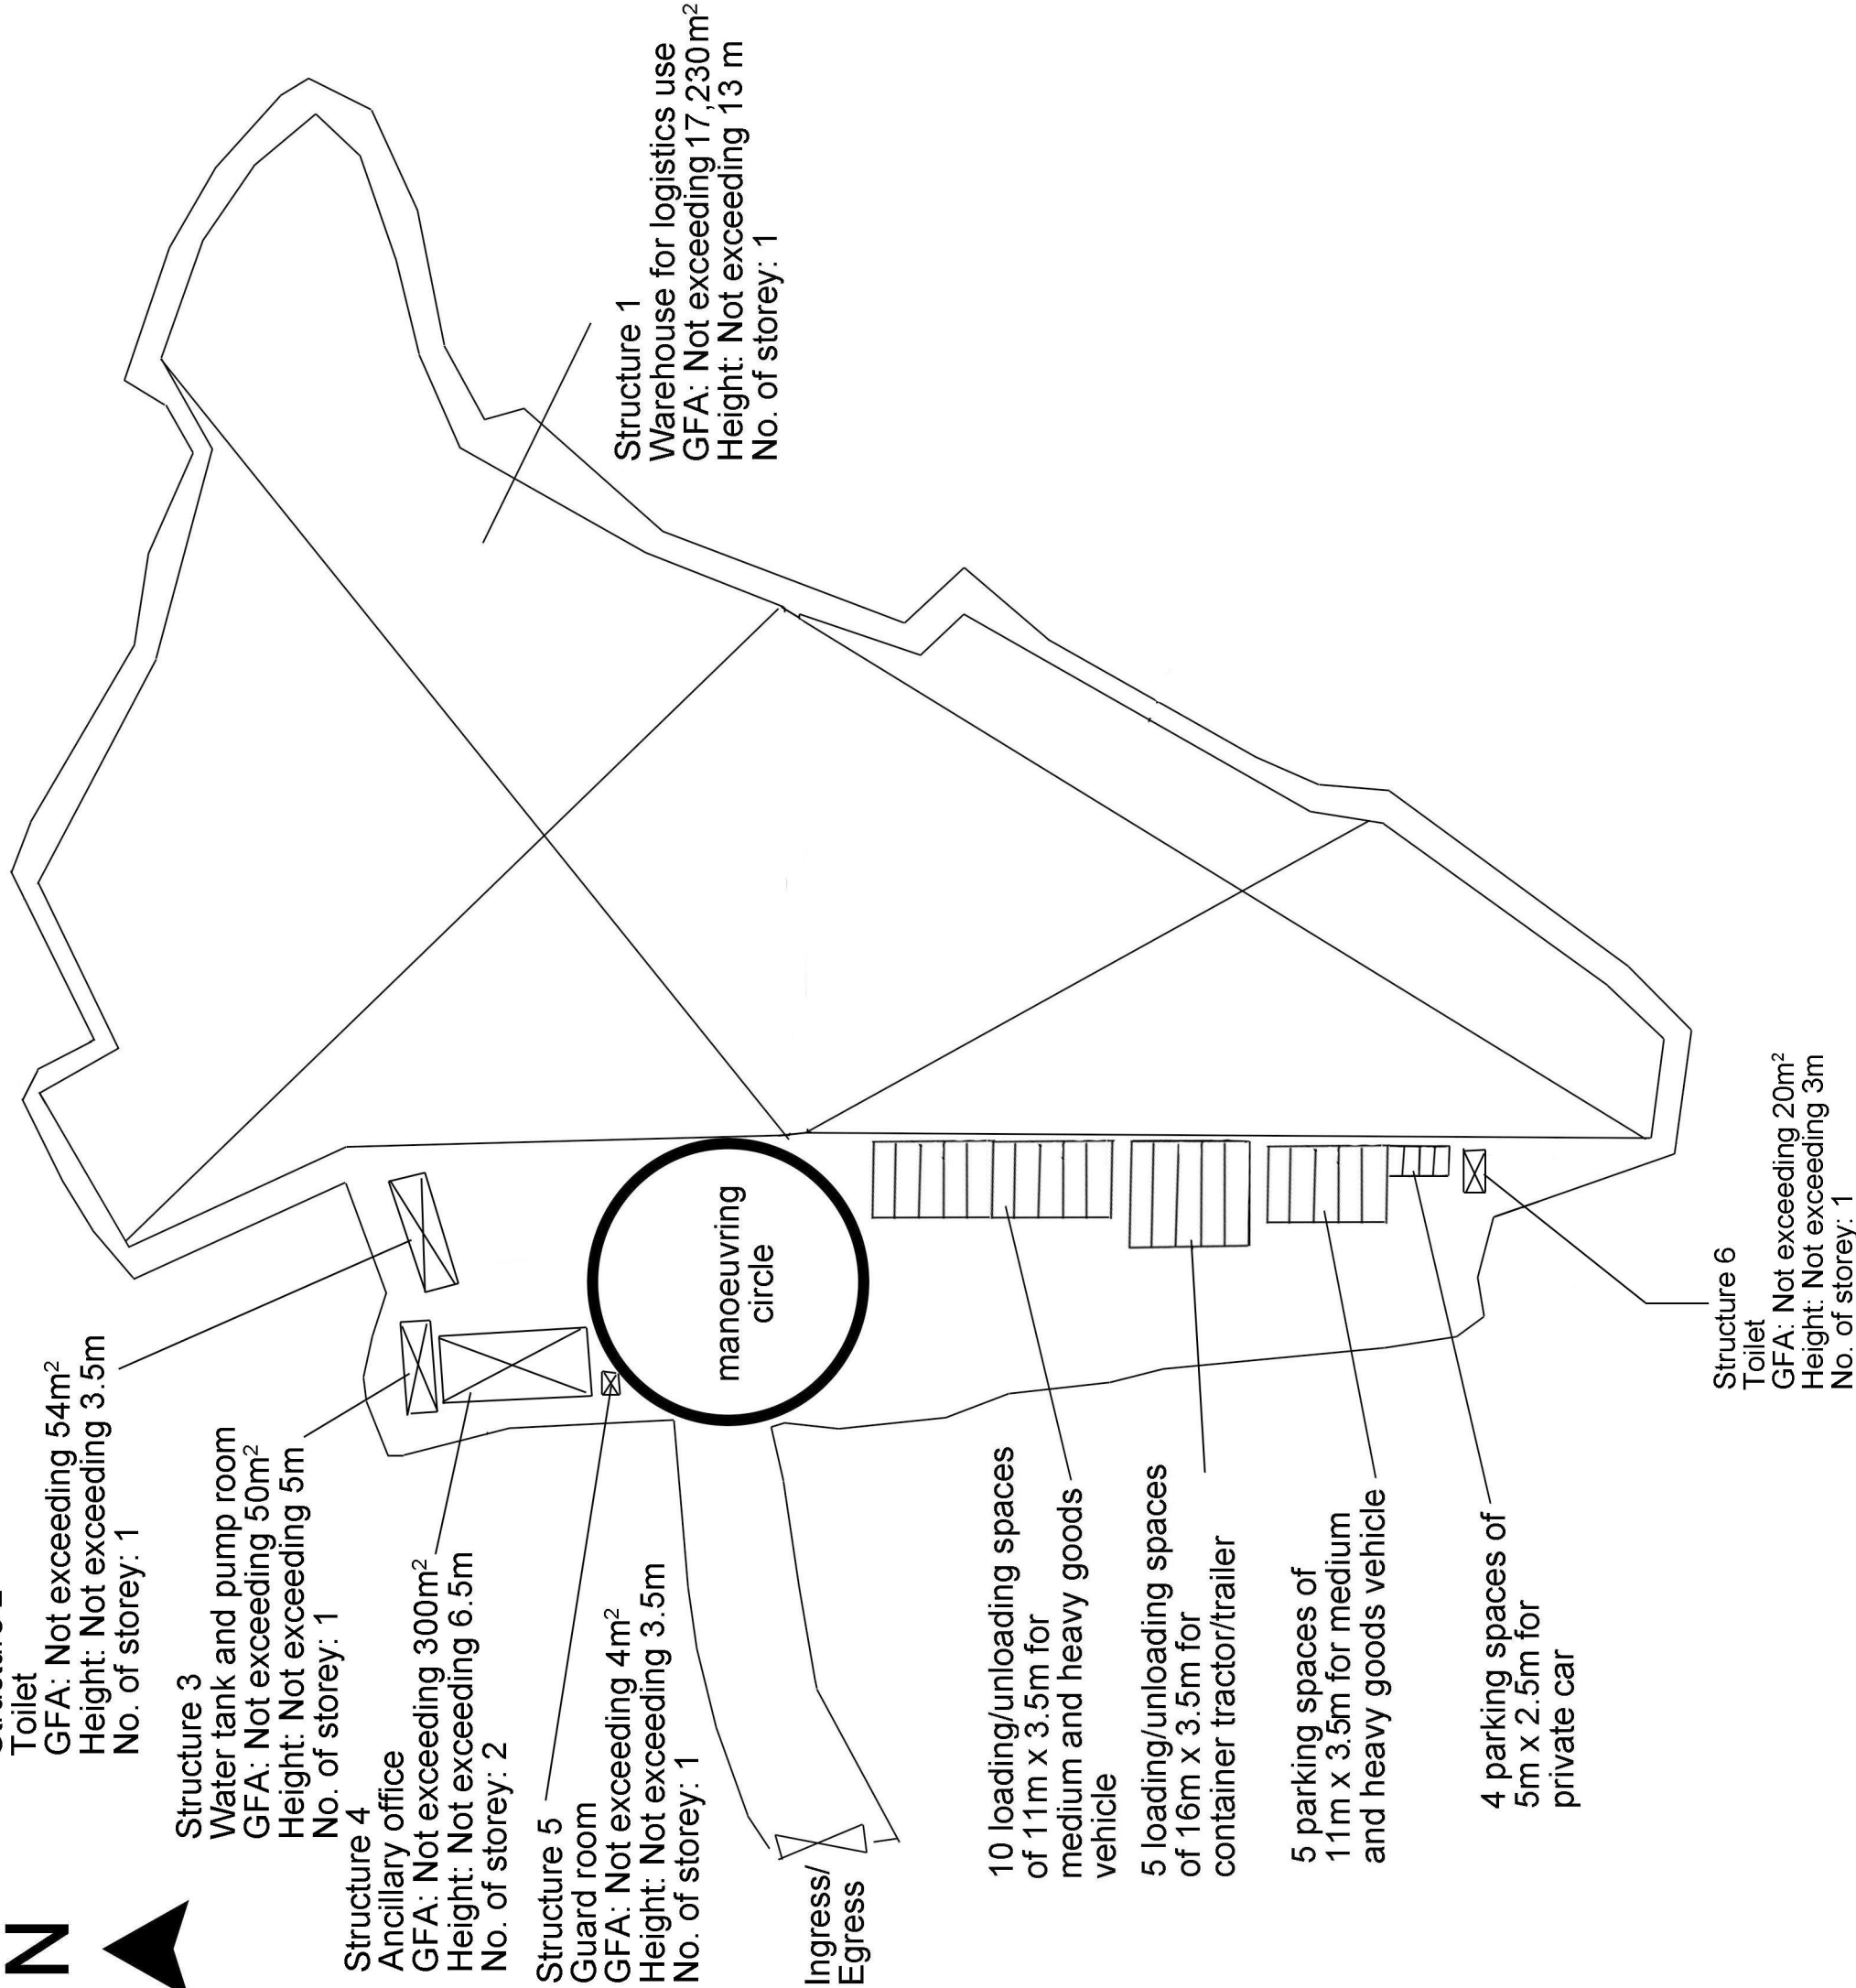 N
Toilet
GFA: Not exceeding 54m²
Height: Not exceeding 3.5m
No. of storey: 1
Structure 3
Water tank and pump room
GFA: Not exceeding 50m²
Height: Not exceeding 5m
No. of storey: 1
Structure 4
Ancillary office
GFA: Not exceeding 300m²
Height: Not exceeding 6.5m
No. of storey: 2
Structure 5
Guard room
GFA: Not exceeding 4m²
Height: Not exceeding 3.5m
No. of storey: 1
Ingress/
Egress
manoeuvring
circle
Structure 1
Warehouse for logistics use
GFA: Not exceeding 17,230m²
Height: Not exceeding 13 m
No. of storey: 1
10 loading/unloading spaces
of 11m x 3.5m for
medium and heavy goods
vehicle
5 loading/unloading spaces
of 16m x 3.5m for
container tractor/trailer
5 parking spaces of
11m x 3.5m for medium
and heavy goods vehicle
4 parking spaces of
5m x 2.5m for
private car
Structure 6
Toilet
GFA: Not exceeding 20m²
Height: Not exceeding 3m
No. of storey: 1